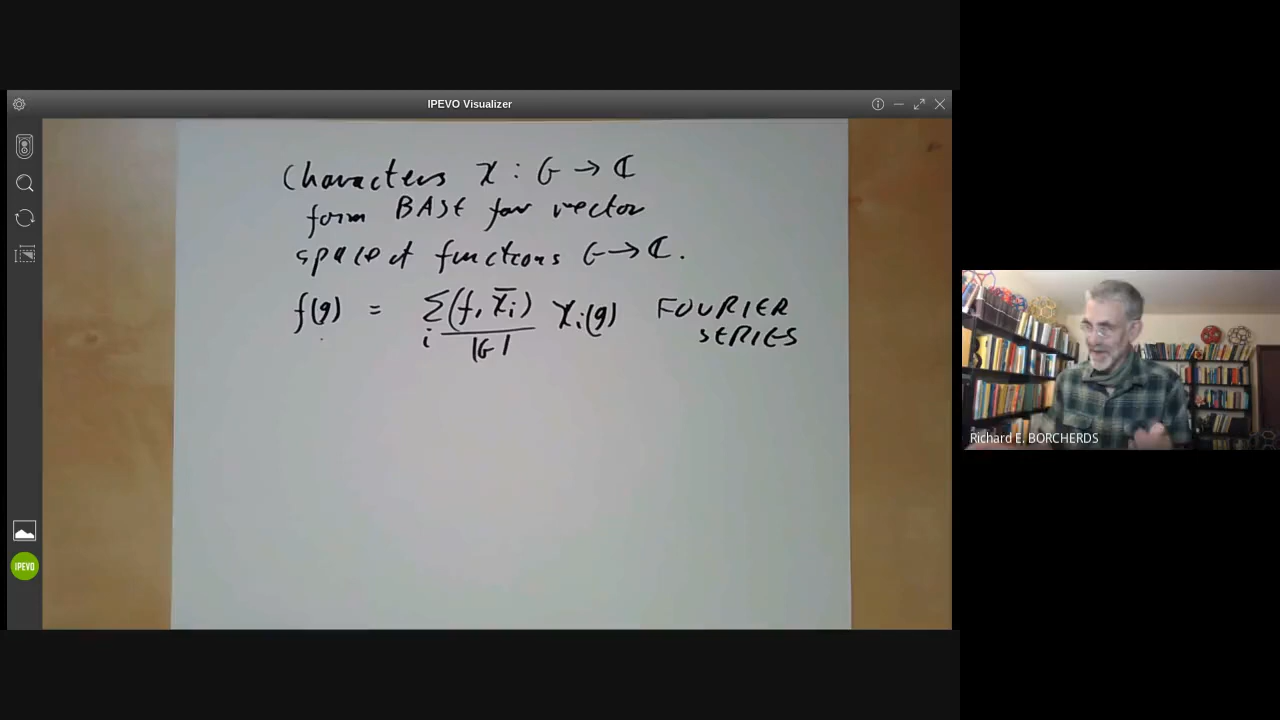 IPEVO Visualizer
Characters χ : G → ℂ
form BASE for vector
space of functions G → ℂ.
f(g) = Σ_i (f, χ̄_i) / |G| χ_i(g) FOURIER
SERIES
Richard E. BORCHERDS
IPEVO